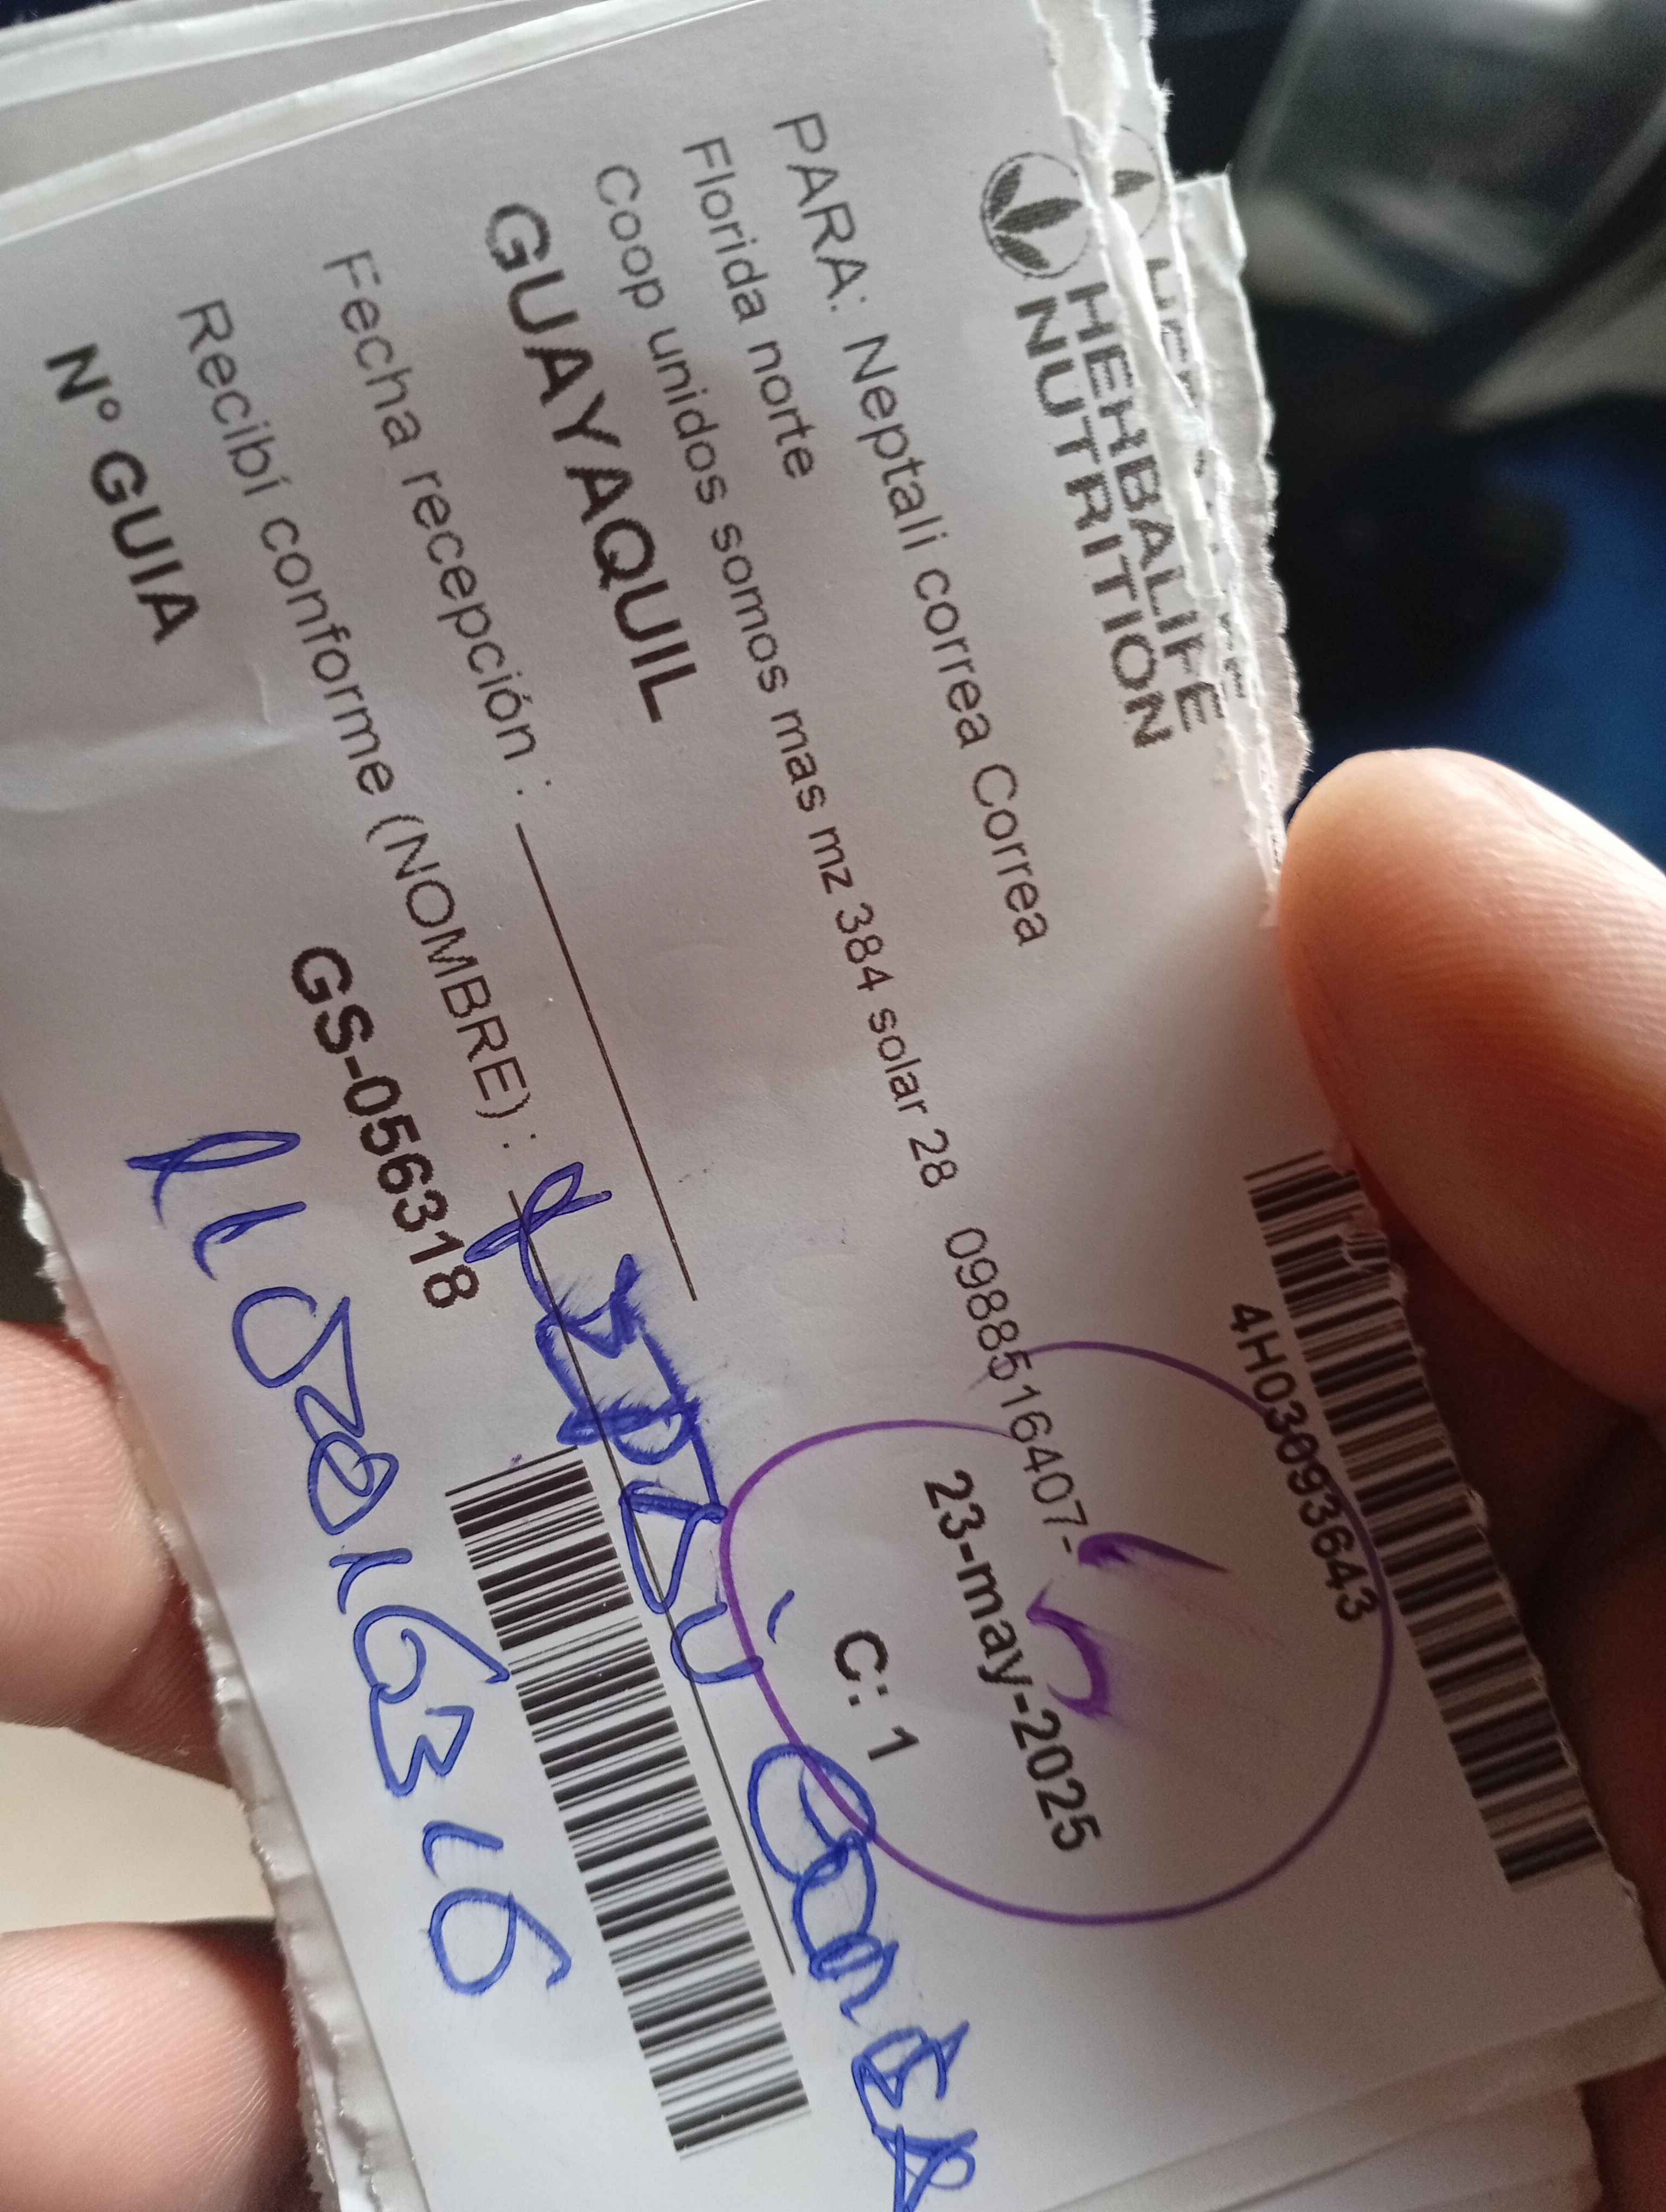 HERBALIFE
NUTRITION
4H03093643
PARA: Neptali correa Correa
Florida norte
Coop unidos somos mas mz 384 solar 28 0988516407-
GUAYAQUIL
23-may-2025
C: 1
Fecha recepción :
Recibí conforme (NOMBRE) :
Nº GUIA
GS-056318